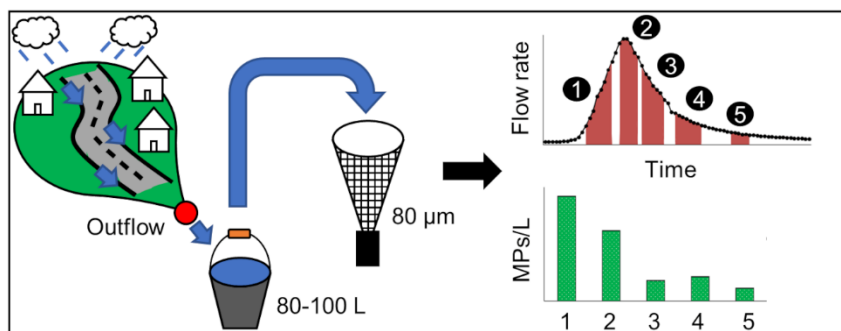 Outflow
80-100 L
80 µm
Flow rate
1
2
3
4
5
Time
MPs/L
1 2 3 4 5